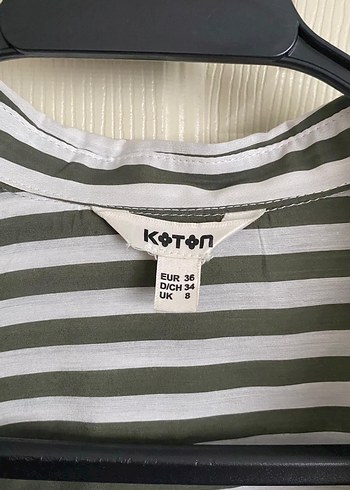 KOTON
EUR 36
D/CH 34
UK 8